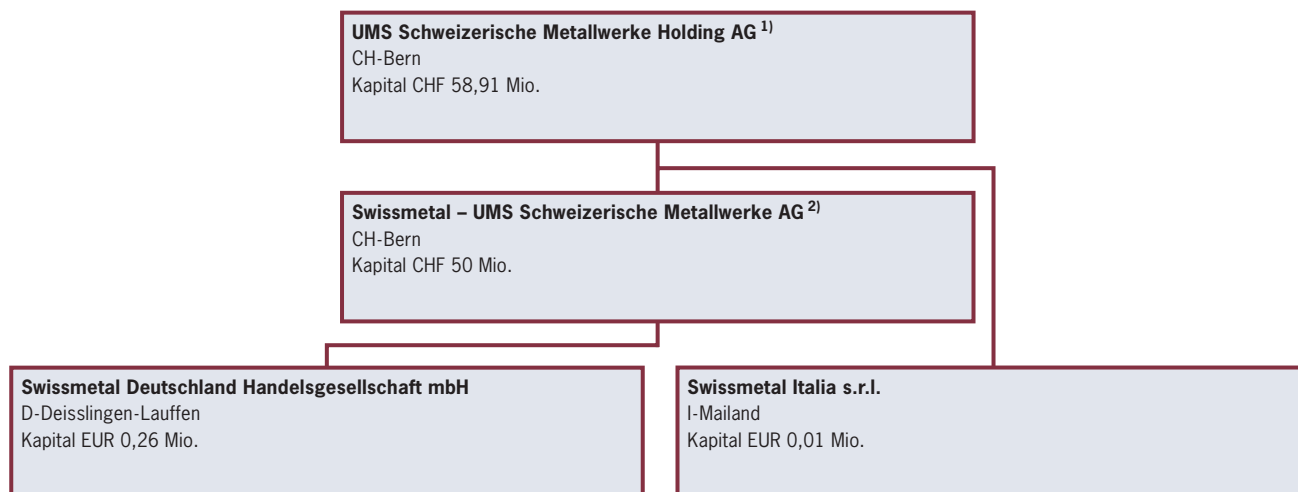 UMS Schweizerische Metallwerke Holding AG 1)
CH-Bern
Kapital CHF 58,91 Mio.
Swissmetal – UMS Schweizerische Metallwerke AG 2)
CH-Bern
Kapital CHF 50 Mio.
Swissmetal Deutschland Handelsgesellschaft mbH
D-Deisslingen-Lauffen
Kapital EUR 0,26 Mio.
Swissmetal Italia s.r.l.
I-Mailand
Kapital EUR 0,01 Mio.